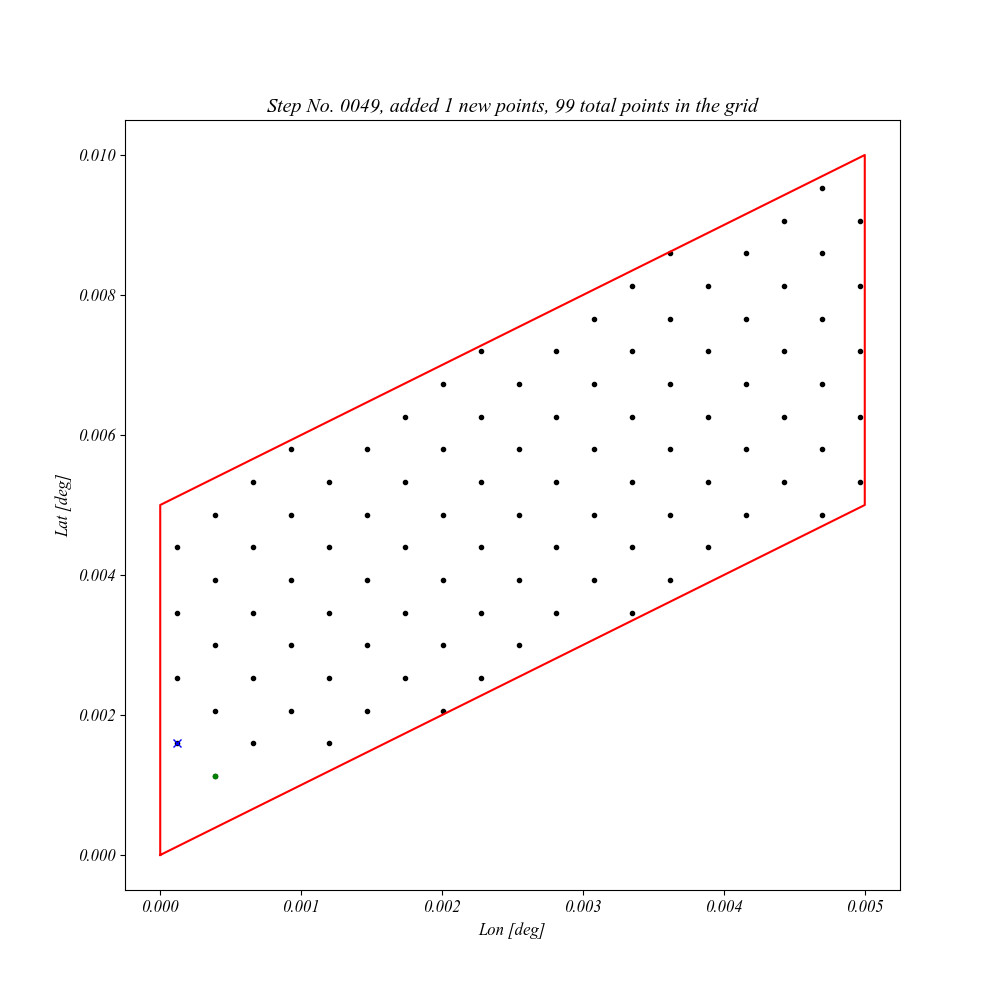 Step No. 0049, added 1 new points, 99 total points in the grid
0.010
0.008
0.006
0.004
0.002
0.000
Lat [deg]
0.000 0.001 0.002 0.003 0.004 0.005
Lon [deg]